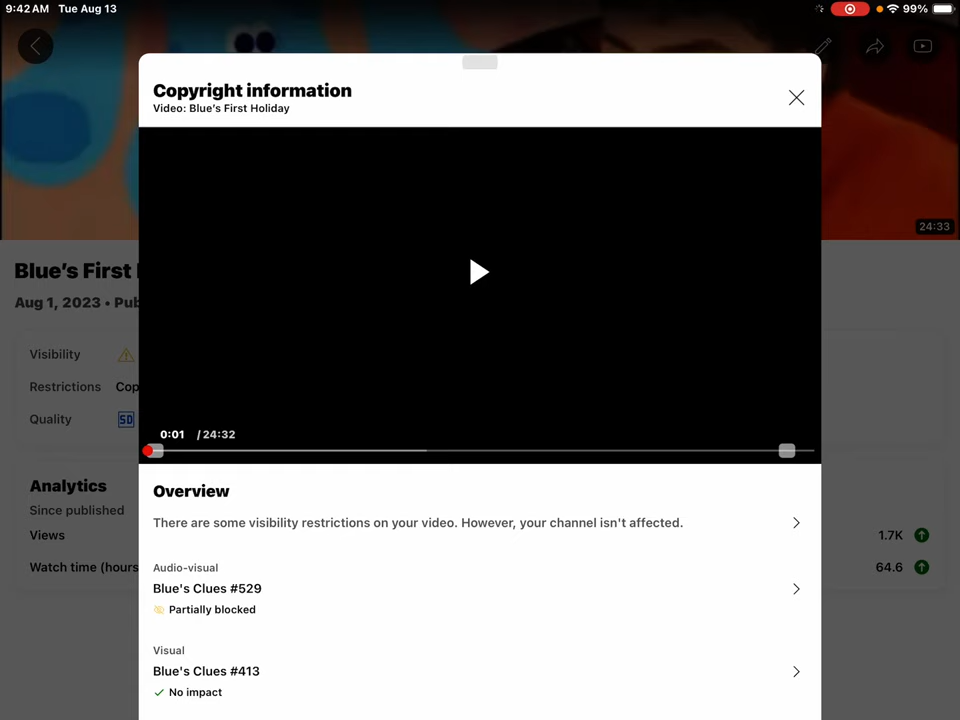 9:42 AM Tue Aug 13
99%
Copyright information
Video: Blue's First Holiday
24:33
Blue's First
Aug 1, 2023 • Pub
Visibility
Restrictions Cop
Quality SD
0:01 / 24:32
Analytics
Since published
Views 1.7K
Watch time (hours 64.6
Overview
There are some visibility restrictions on your video. However, your channel isn't affected.
Audio-visual
Blue's Clues #529
Partially blocked
Visual
Blue's Clues #413
No impact